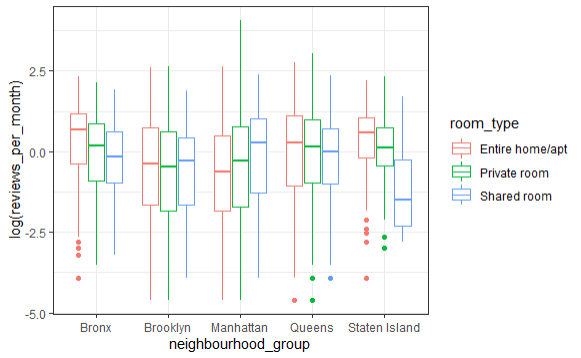 log(reviews_per_month)
2.5
0.0
-2.5
-5.0
Bronx Brooklyn Manhattan Queens Staten Island
neighbourhood_group
room_type
Entire home/apt
Private room
Shared room